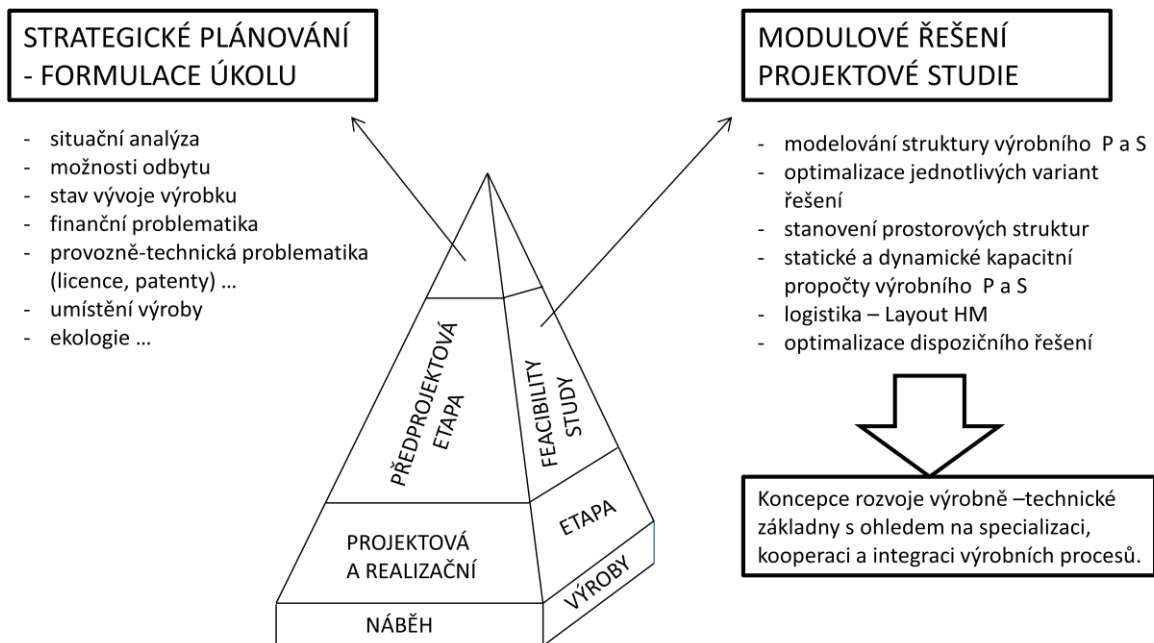 STRATEGICKÉ PLÁNOVÁNÍ
- FORMULACE ÚKOLU
- situační analýza
- možnosti odbytu
- stav vývoje výrobku
- finanční problematika
- provozně-technická problematika
(licence, patenty) ...
- umístění výroby
- ekologie ...
MODULOVÉ ŘEŠENÍ
PROJEKTOVÉ STUDIE
- modelování struktury výrobního P a S
- optimalizace jednotlivých variant
řešení
- stanovení prostorových struktur
- statické a dynamické kapacitní
propočty výrobního P a S
- logistika – Layout HM
- optimalizace dispozičního řešení
Koncepce rozvoje výrobně –technické
základny s ohledem na specializaci,
kooperaci a integraci výrobních procesů.
PŘEDPROJEKTOVÁ
ETAPA
FEACIBILITY
STUDY
PROJEKTOVÁ
A REALIZAČNÍ
ETAPA
NÁBĚH
VÝROBY